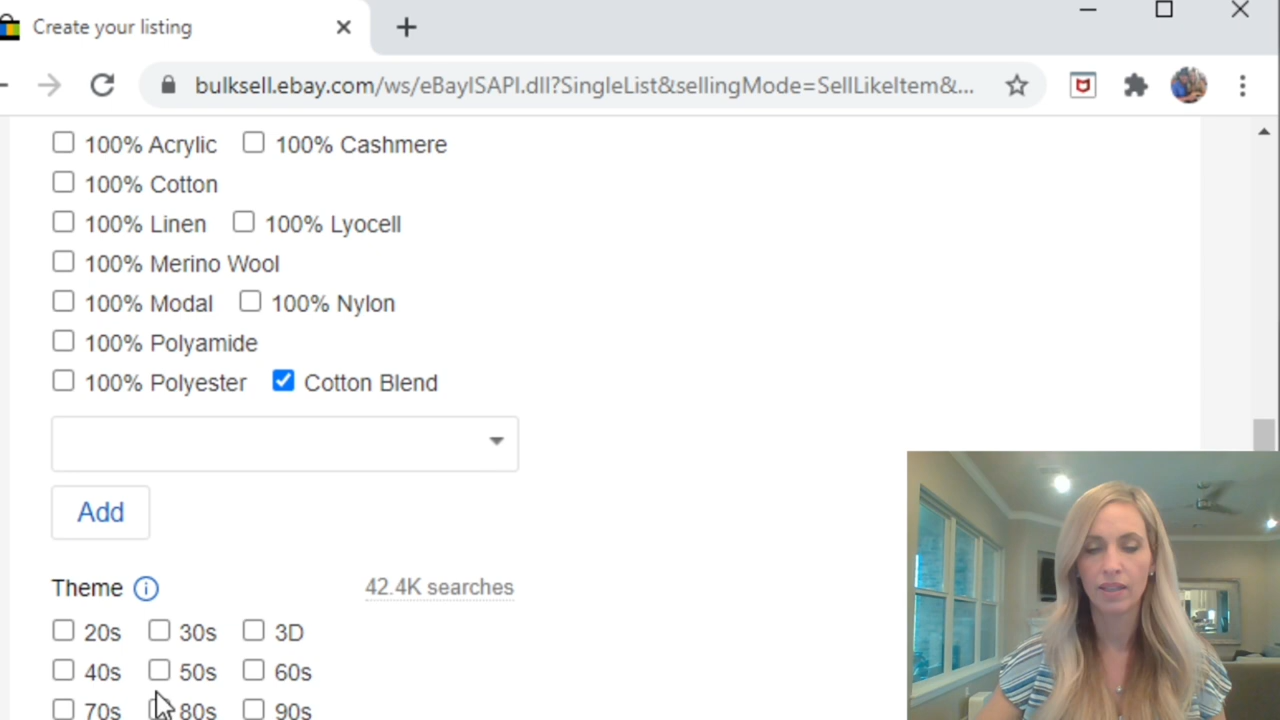 Create your listing
bulksell.ebay.com/ws/eBayISAPI.dll?SingleList&sellingMode=SellLikeItem&...
100% Acrylic 100% Cashmere
100% Cotton
100% Linen 100% Lyocell
100% Merino Wool
100% Modal 100% Nylon
100% Polyamide
100% Polyester Cotton Blend
Add
Theme 42.4K searches
20s 30s 3D
40s 50s 60s
70s 80s 90s